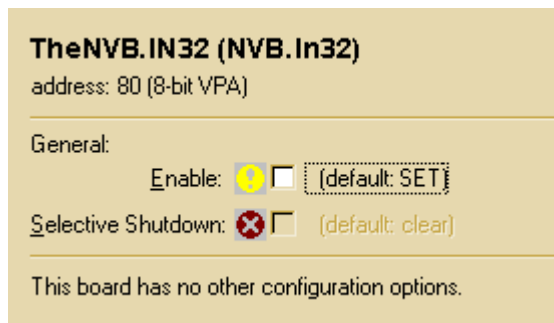 TheNVB.IN32 (NVB.In32)
address: 80 (8-bit VPA)
General:
Enable: (default: SET)
Selective Shutdown: (default: clear)
This board has no other configuration options.